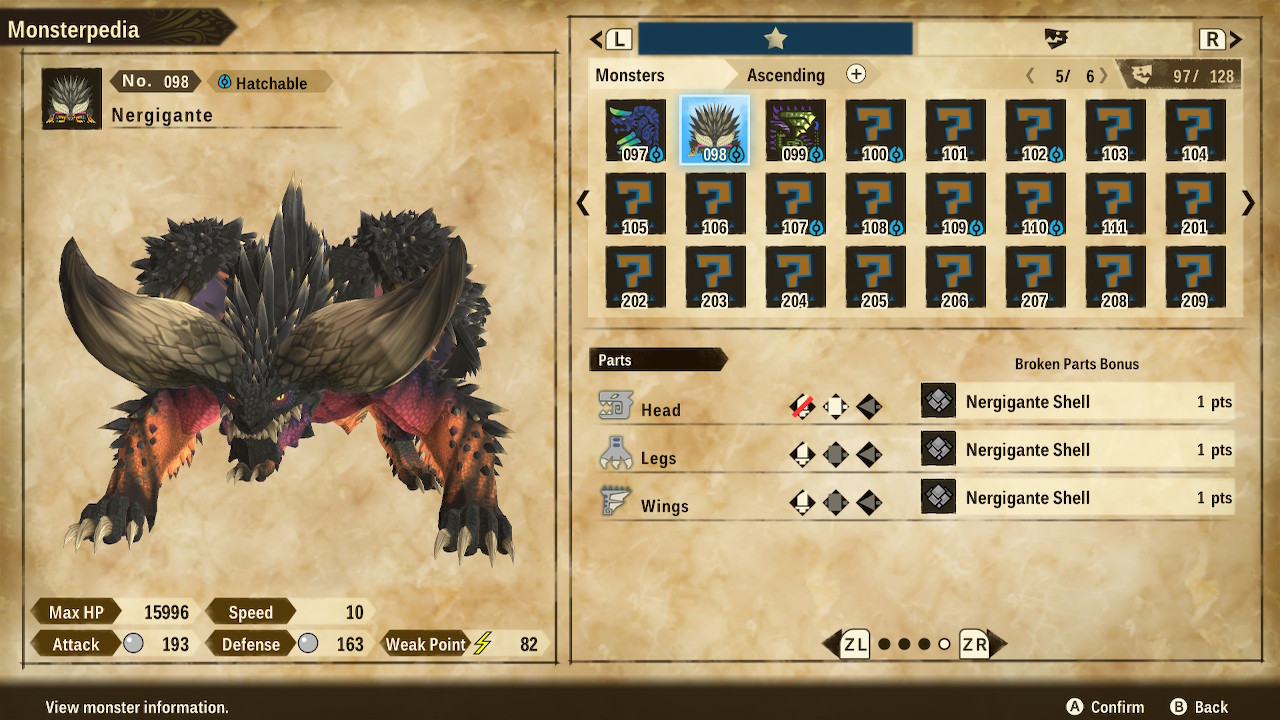 Monsterpedia
No. 098
Hatchable
Nergigante
L
R
Monsters
Ascending
5/ 6
97/ 128
097 098 099 100 101 102 103 104
105 106 107 108 109 110 111 201
202 203 204 205 206 207 208 209
Parts
Broken Parts Bonus
Head
Nergigante Shell 1 pts
Legs
Nergigante Shell 1 pts
Wings
Nergigante Shell 1 pts
Max HP 15996 Speed 10
Attack 193 Defense 163 Weak Point 82
ZL ZR
View monster information.
A Confirm B Back